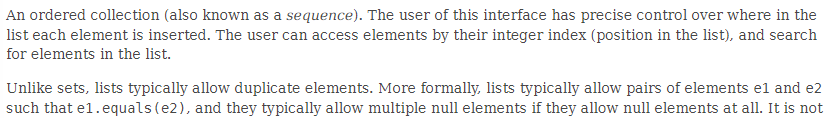 An ordered collection (also known as a sequence). The user of this interface has precise control over where in the
list each element is inserted. The user can access elements by their integer index (position in the list), and search
for elements in the list.
Unlike sets, lists typically allow duplicate elements. More formally, lists typically allow pairs of elements e1 and e2
such that e1.equals(e2), and they typically allow multiple null elements if they allow null elements at all. It is not